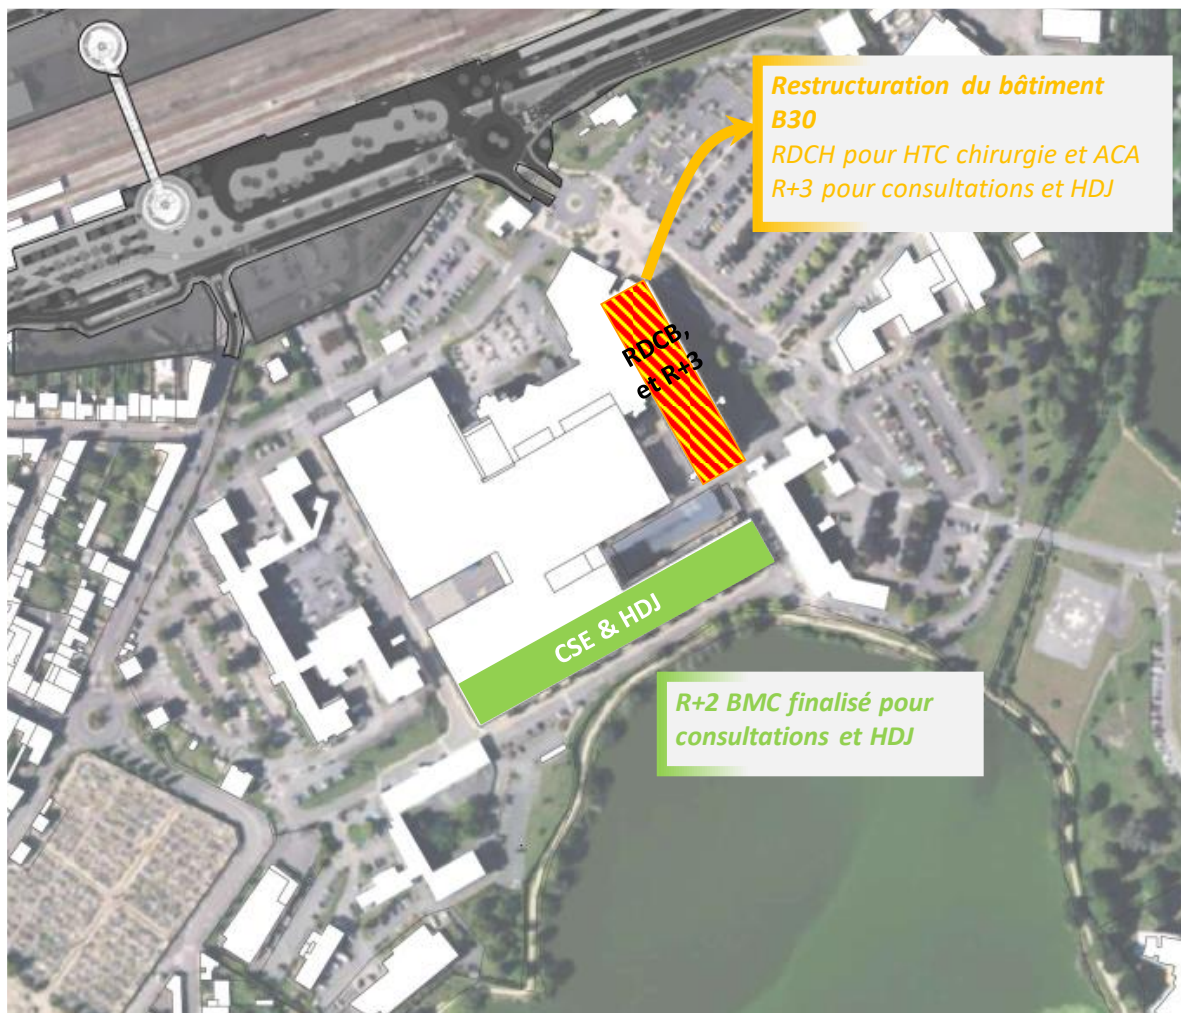 Restructuration du bâtiment
B30
RDCH pour HTC chirurgie et ACA
R+3 pour consultations et HDJ
RDCB,
et R+3
CSE & HDJ
R+2 BMC finalisé pour
consultations et HDJ